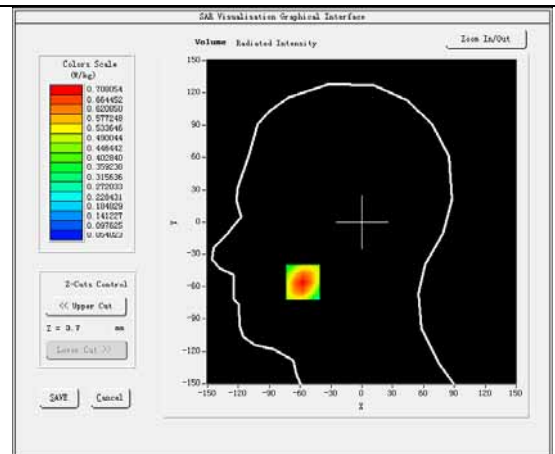 SAR Visualisation Graphical Interface
Volume Radiated Intensity
Zoom In/Out
Colors Scale
(W/kg)
0.708054
0.664452
0.620850
0.577248
0.533646
0.490044
0.446442
0.402840
0.359238
0.315636
0.272033
0.228431
0.184829
0.141227
0.097625
0.054023
Z-Cuts Control
<< Upper Cut
Z = 3.7 mm
Lower Cut >>
SAVE
Cancel
150
90
60
30
0
-30
-60
-90
-120
-150
Y
-150 -120 -90 -60 -30 0 30 60 90 120 150
X